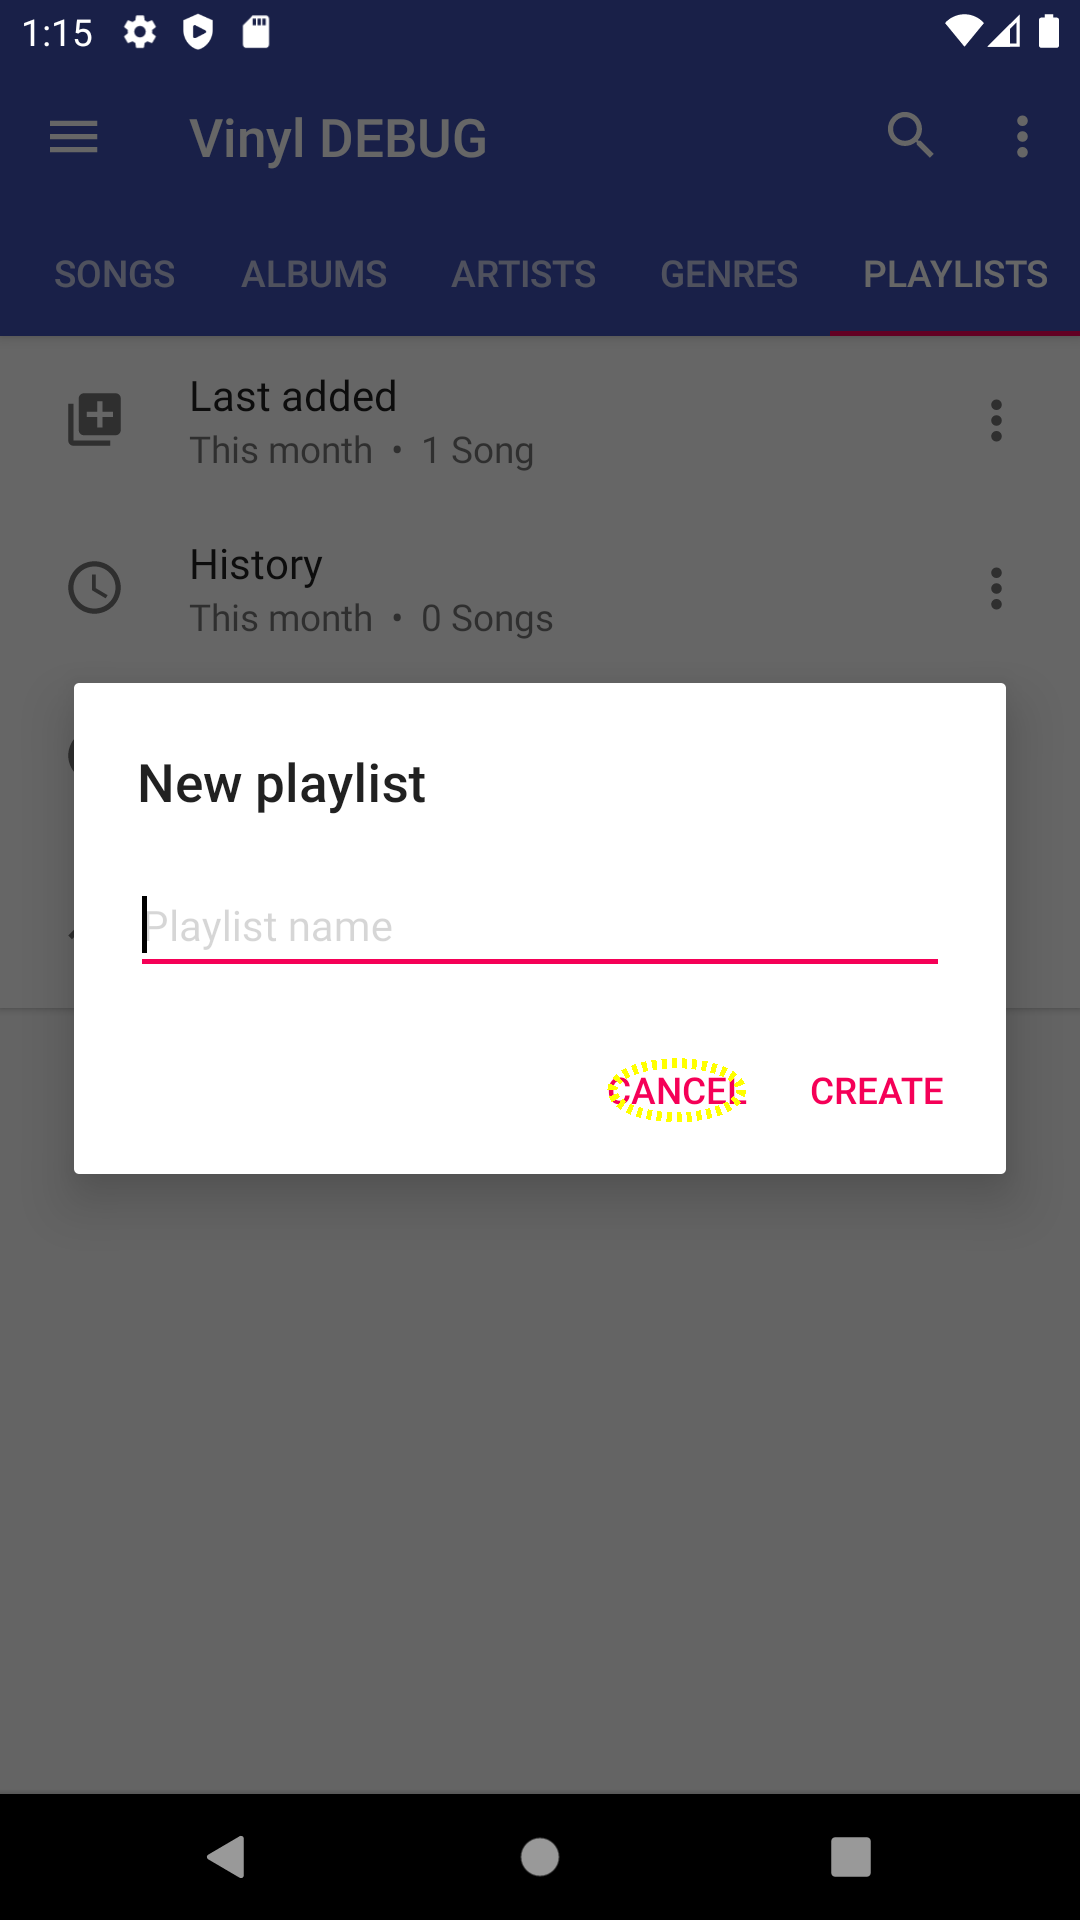 1:15
Vinyl DEBUG
SONGS ALBUMS ARTISTS GENRES PLAYLISTS
Last added
This month • 1 Song
History
This month • 0 Songs
New playlist
Playlist name
CANCEL CREATE